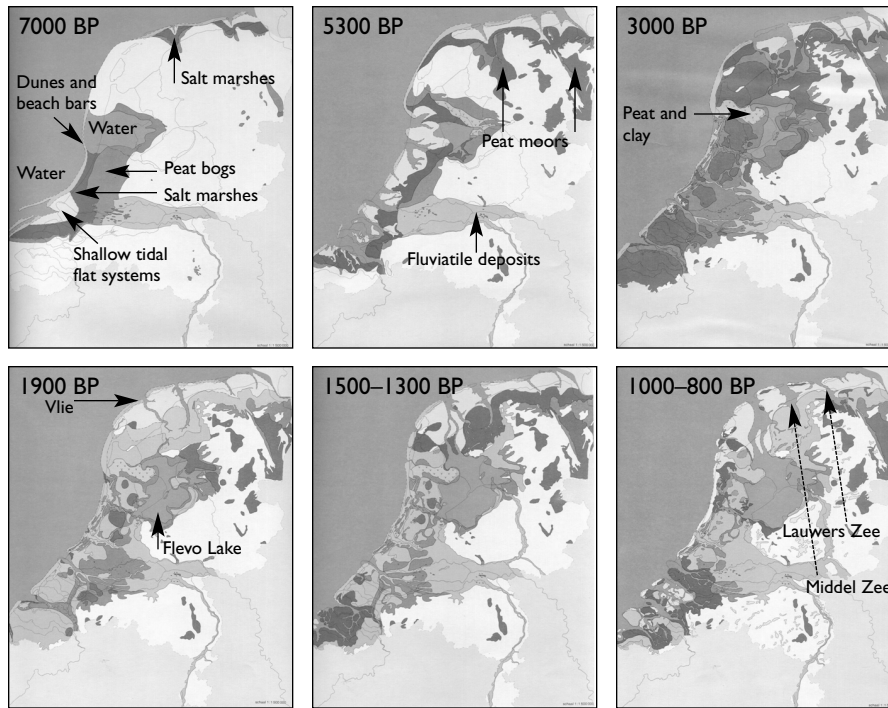 7000 BP
Salt marshes
Dunes and
beach bars
Water
Water
Peat bogs
Salt marshes
Shallow tidal
flat systems
5300 BP
Peat moors
Fluviatile deposits
3000 BP
Peat and
clay
1900 BP
Vlie
Flevo Lake
1500–1300 BP
1000–800 BP
Lauwers Zee
Middel Zee